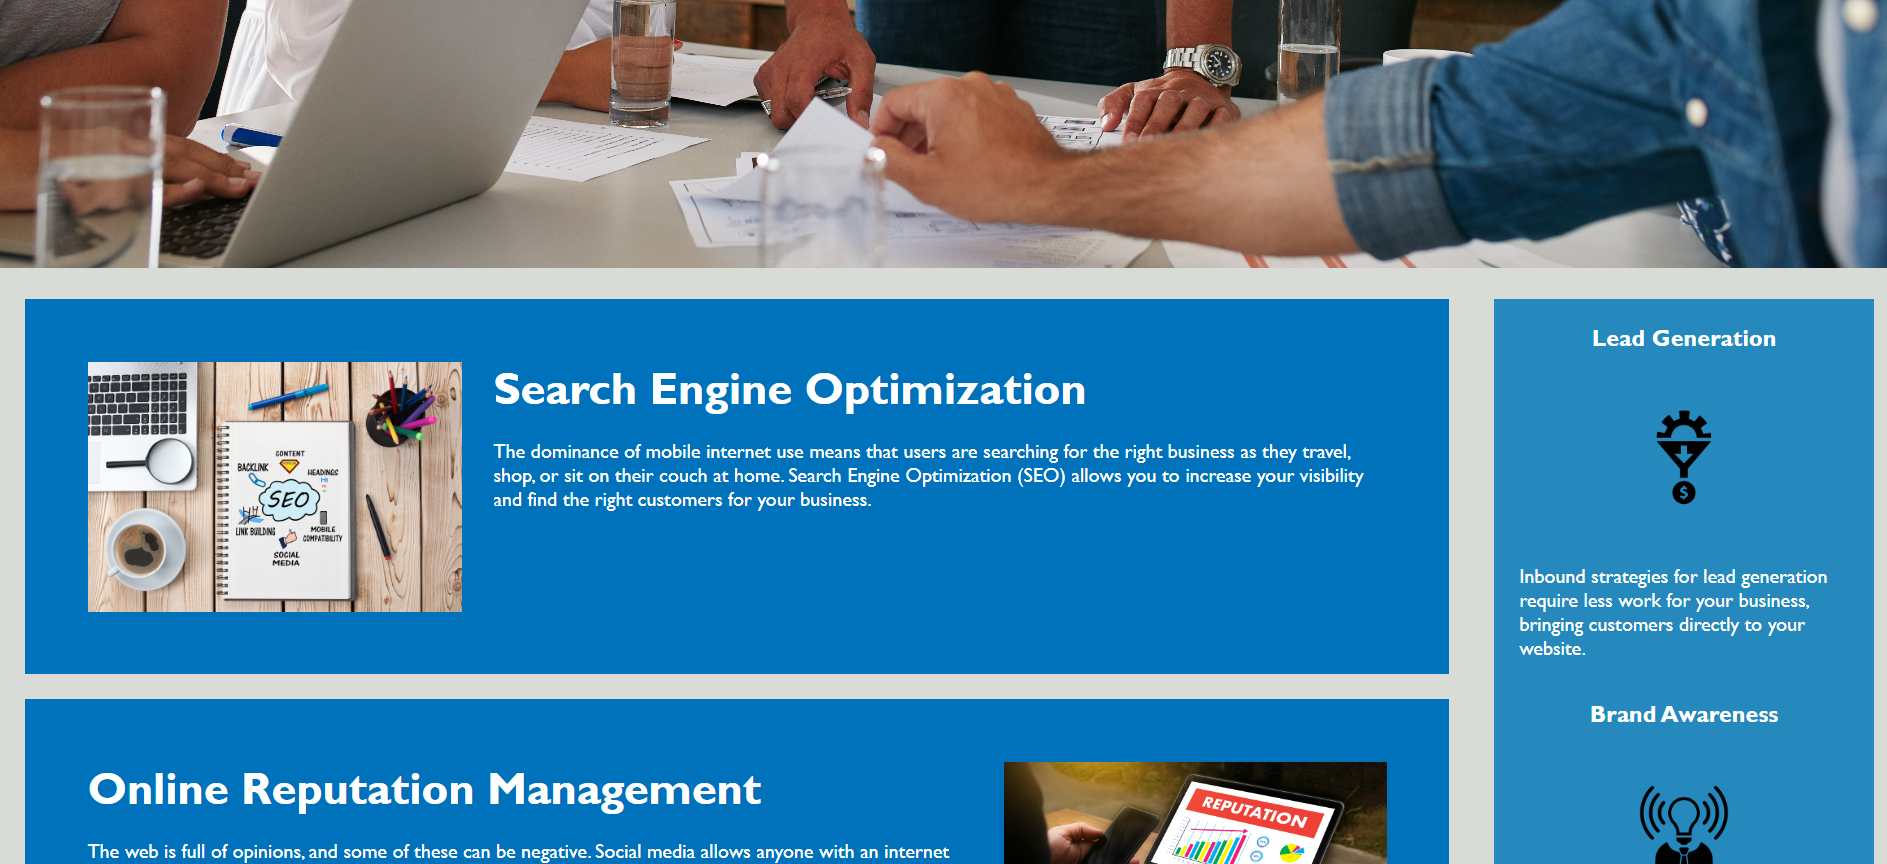 Search Engine Optimization
The dominance of mobile internet use means that users are searching for the right business as they travel,
shop, or sit on their couch at home. Search Engine Optimization (SEO) allows you to increase your visibility
and find the right customers for your business.
CONTENT
BACKLINK
HEADINGS
H1
SEO
LINK BUILDING
MOBILE
COMPATIBILITY
SOCIAL
MEDIA
Online Reputation Management
The web is full of opinions, and some of these can be negative. Social media allows anyone with an internet
REPUTATION
Lead Generation
$
Inbound strategies for lead generation
require less work for your business,
bringing customers directly to your
website.
Brand Awareness